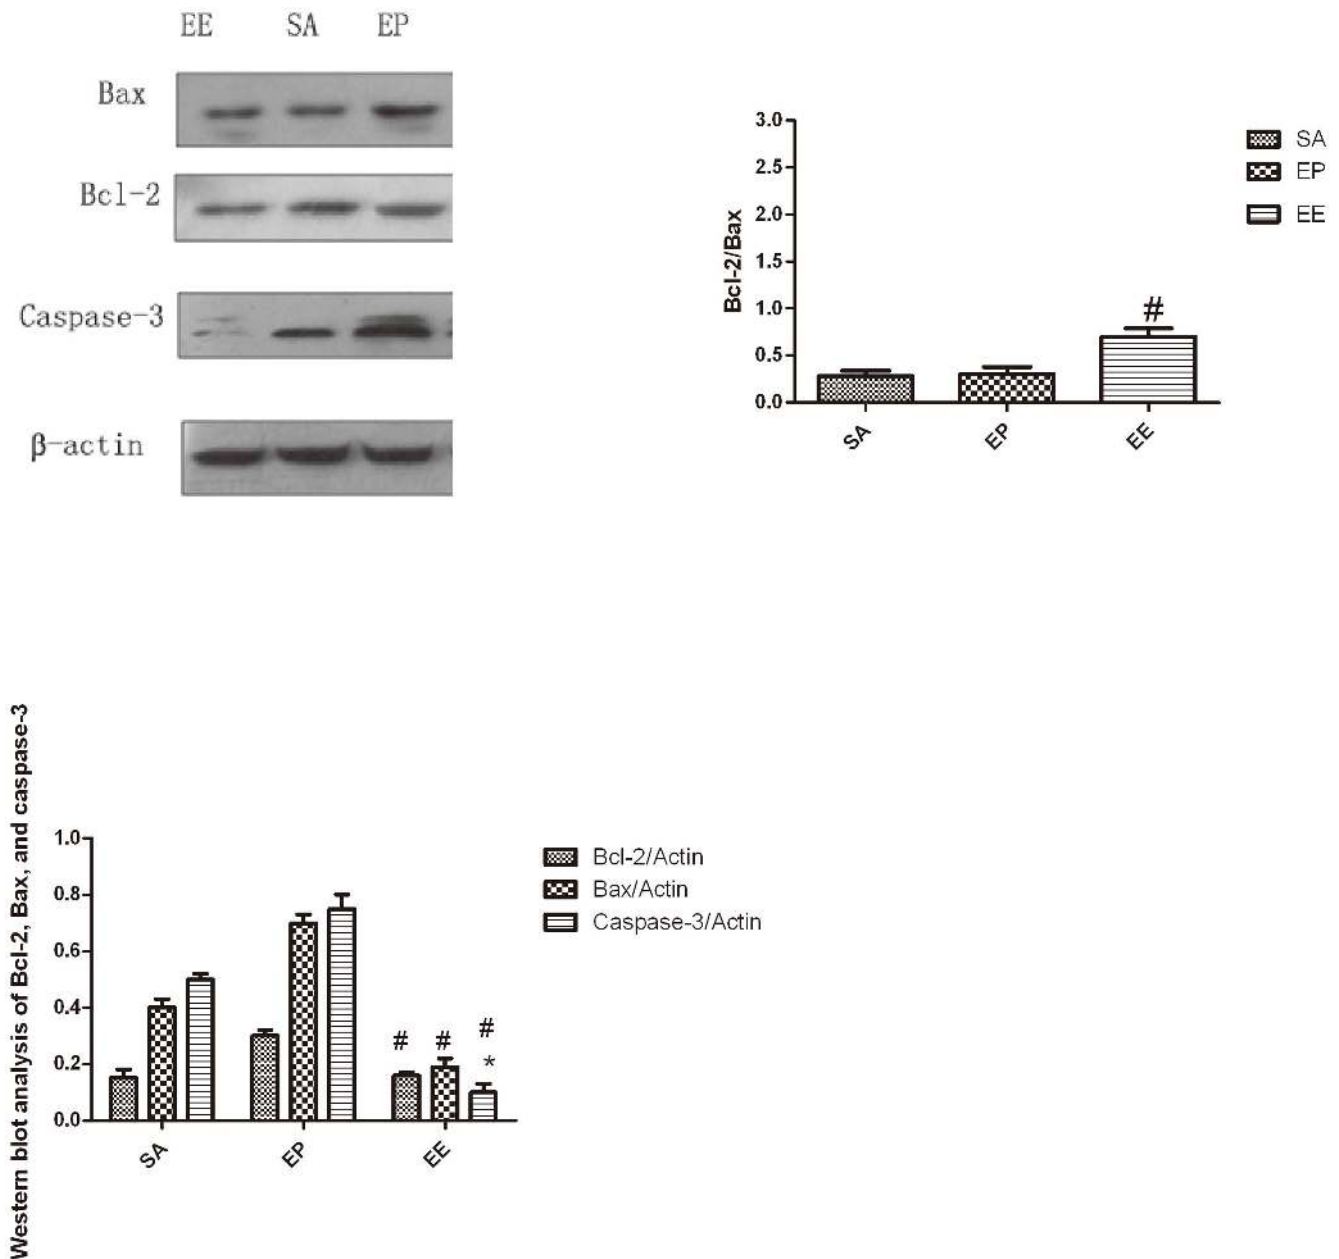 EE SA EP
Bax
Bcl-2
Caspase-3
β-actin
Bcl-2/Bax
3.0
2.5
2.0
1.5
1.0
0.5
0.0
#
SA EP EE
SA
EP
EE
Western blot analysis of Bcl-2, Bax, and caspase-3
1.0
0.8
0.6
0.4
0.2
0.0
# # #
*
SA EP EE
Bcl-2/Actin
Bax/Actin
Caspase-3/Actin